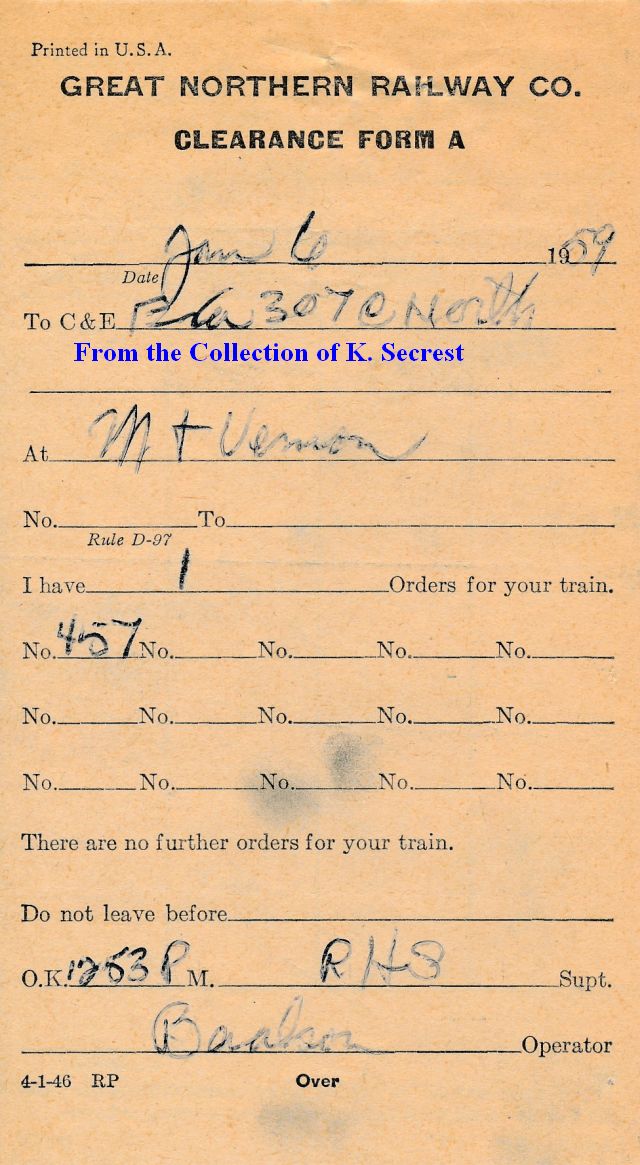 Printed in U.S.A.
GREAT NORTHERN RAILWAY CO.
CLEARANCE FORM A
Jan 6 1959
Date
To C&E 307 C North
From the Collection of K. Secrest
At Mt Vernon
No. To
Rule D-97
I have 1 Orders for your train.
No. 457 No. No. No. No.
No. No. No. No. No.
No. No. No. No. No.
There are no further orders for your train.
Do not leave before
O.K. 1253 P M. RHS Supt.
Operator
4-1-46 RP Over